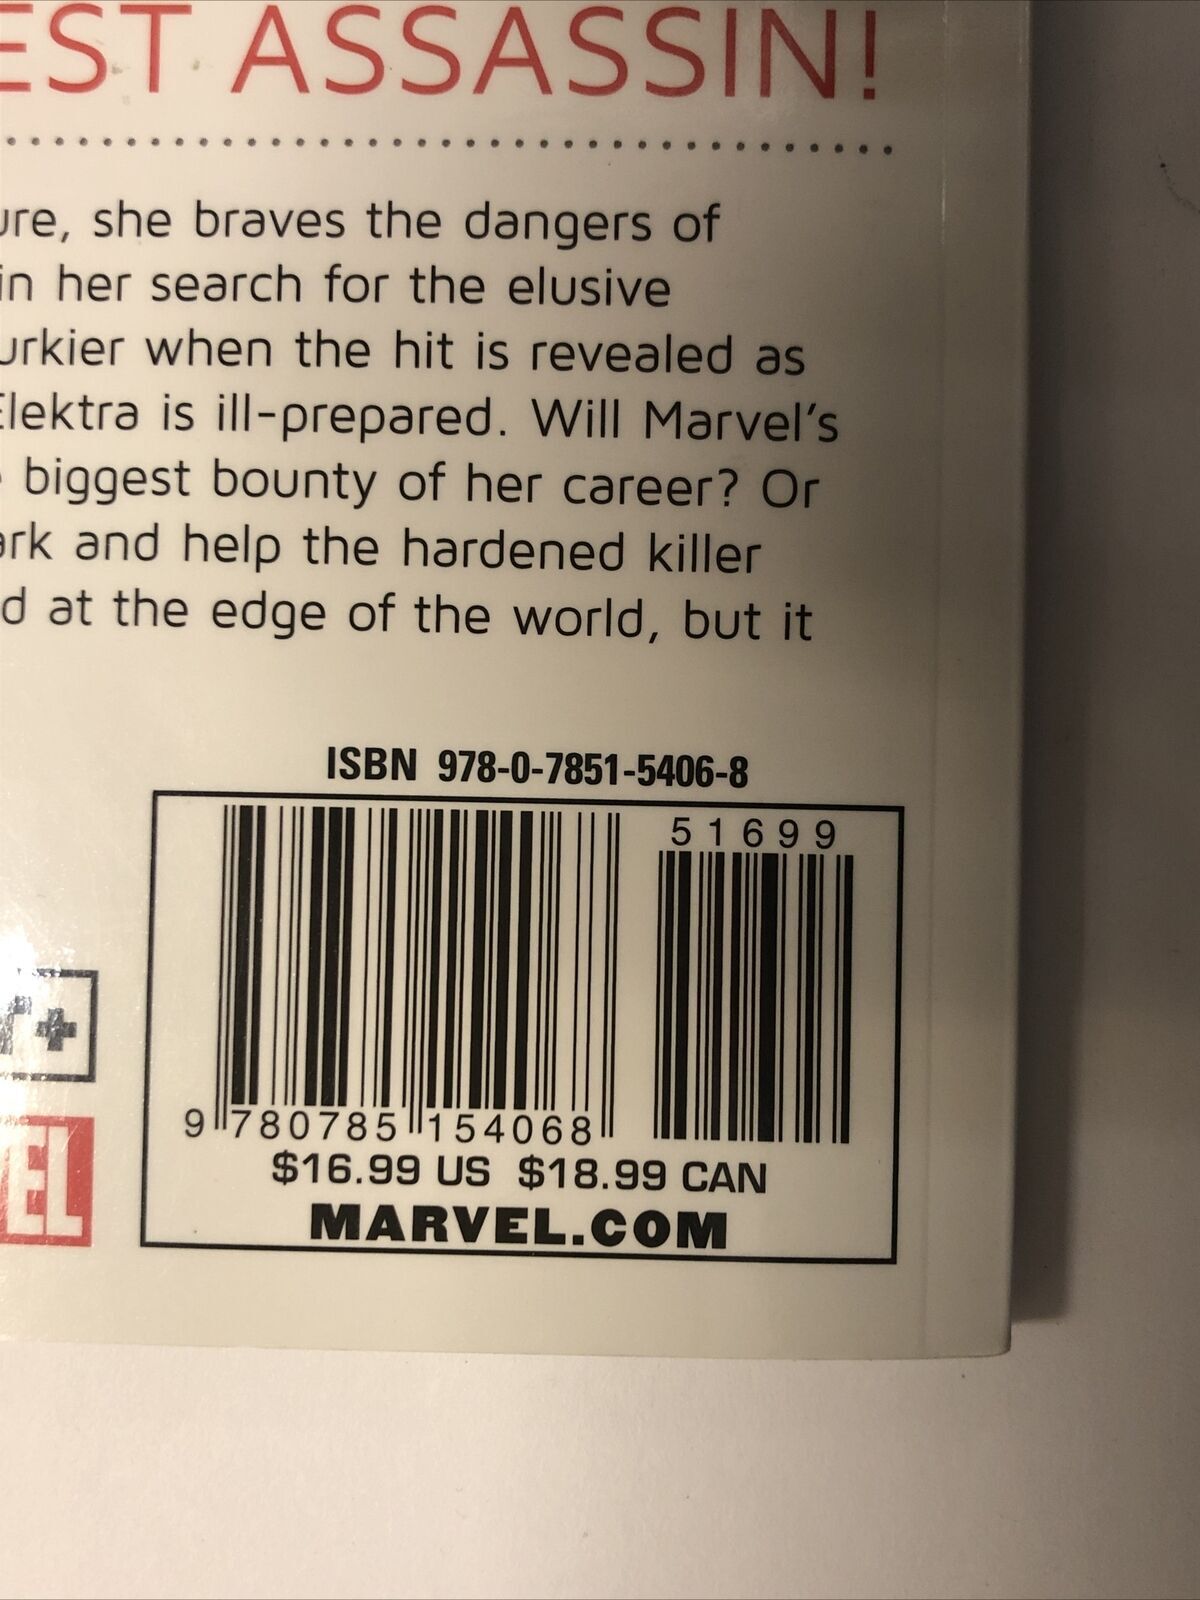 EST ASSASSIN!
ure, she braves the dangers of
in her search for the elusive
urkier when the hit is revealed as
Elektra is ill-prepared. Will Marvel's
biggest bounty of her career? Or
ark and help the hardened killer
d at the edge of the world, but it
ISBN 978-0-7851-5406-8
51699
9 780785 154068
$16.99 US $18.99 CAN
MARVEL.COM
T+
EL